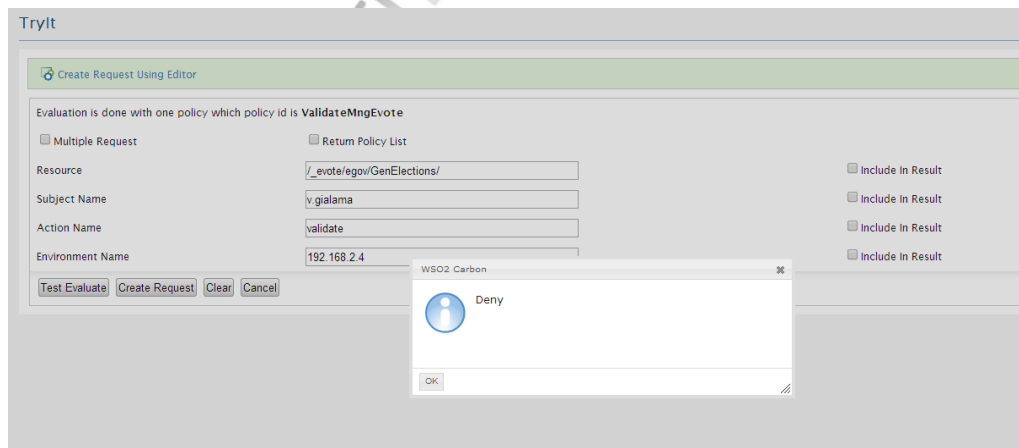 TryIt
Create Request Using Editor
Evaluation is done with one policy which policy id is ValidateMngEvote
Multiple Request Return Policy List
Resource /_evote/egov/GenElections/ Include In Result
Subject Name v.gialama Include In Result
Action Name validate Include In Result
Environment Name 192.168.2.4 Include In Result
Test Evaluate Create Request Clear Cancel
WSO2 Carbon
Deny
OK